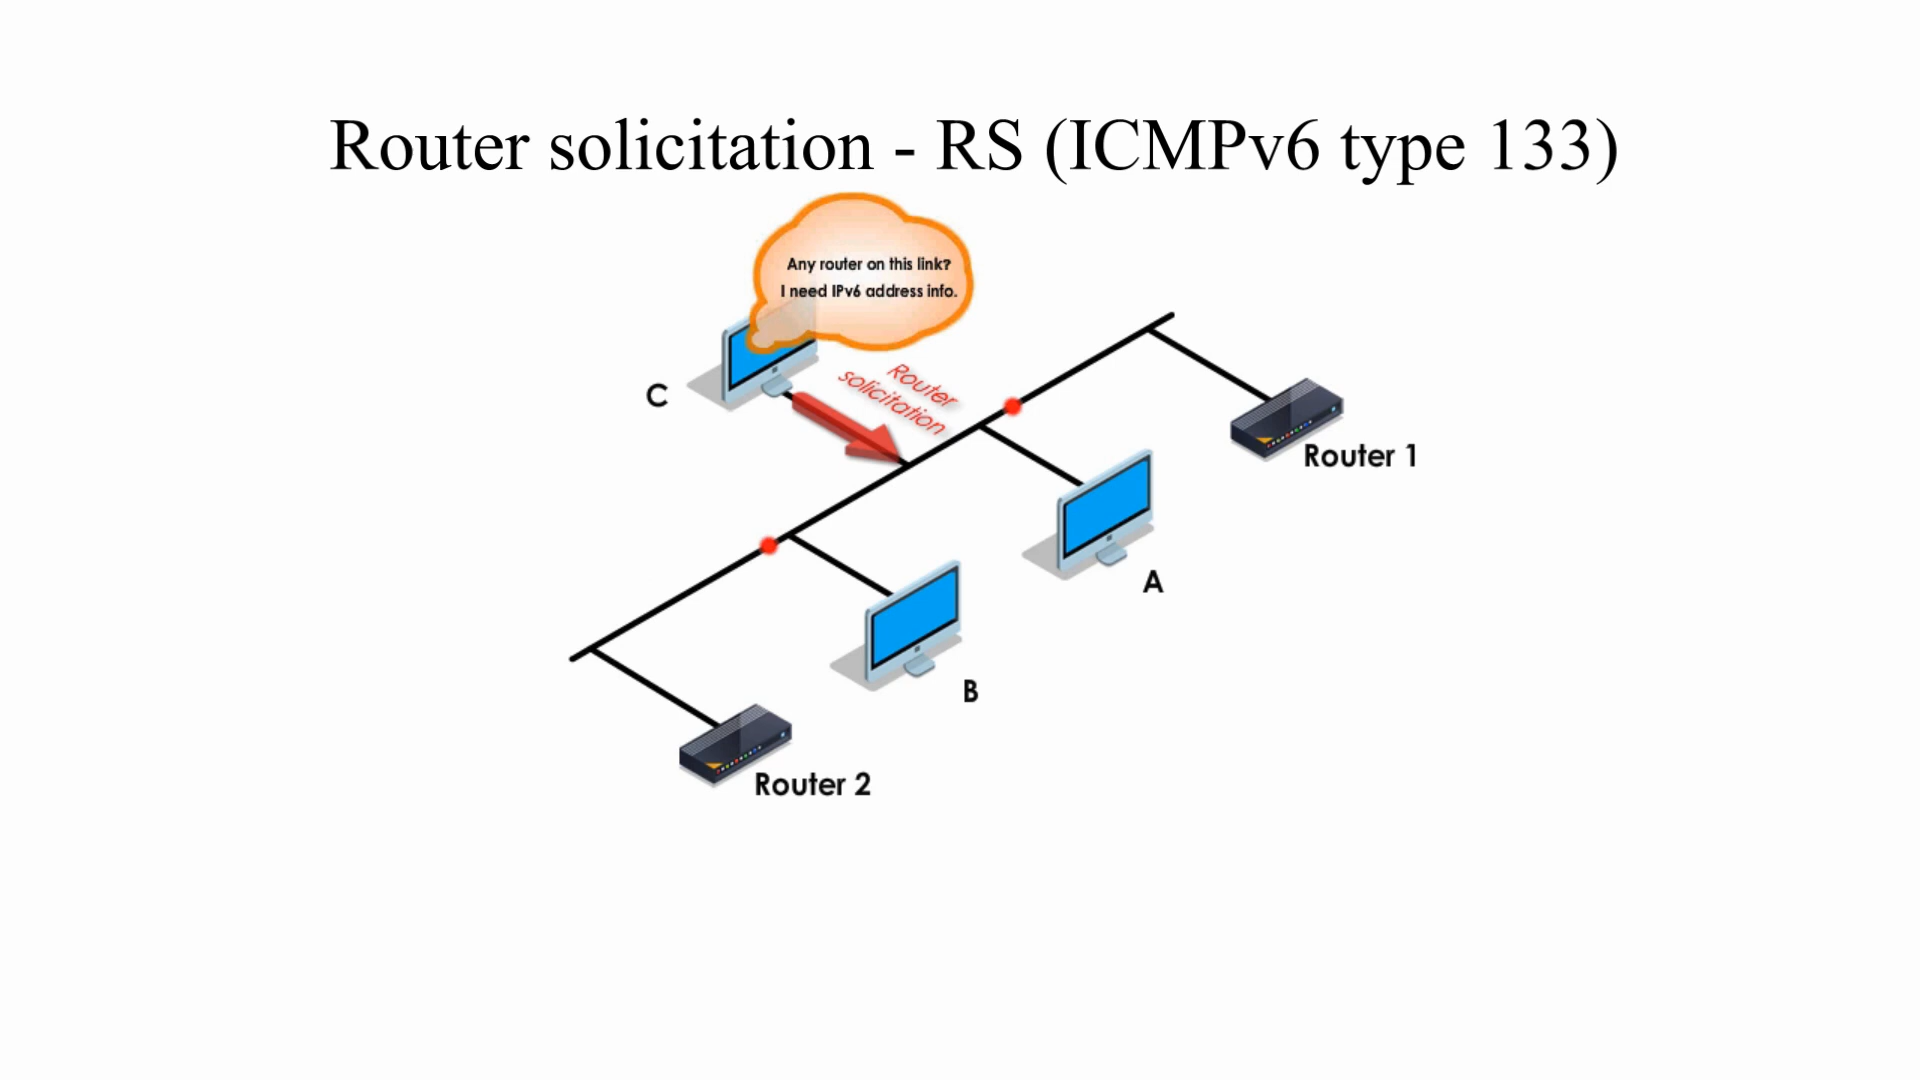 Router solicitation - RS (ICMPv6 type 133)
Any router on this link?
I need IPv6 address info.
Router
solicitation
C
Router 1
A
B
Router 2